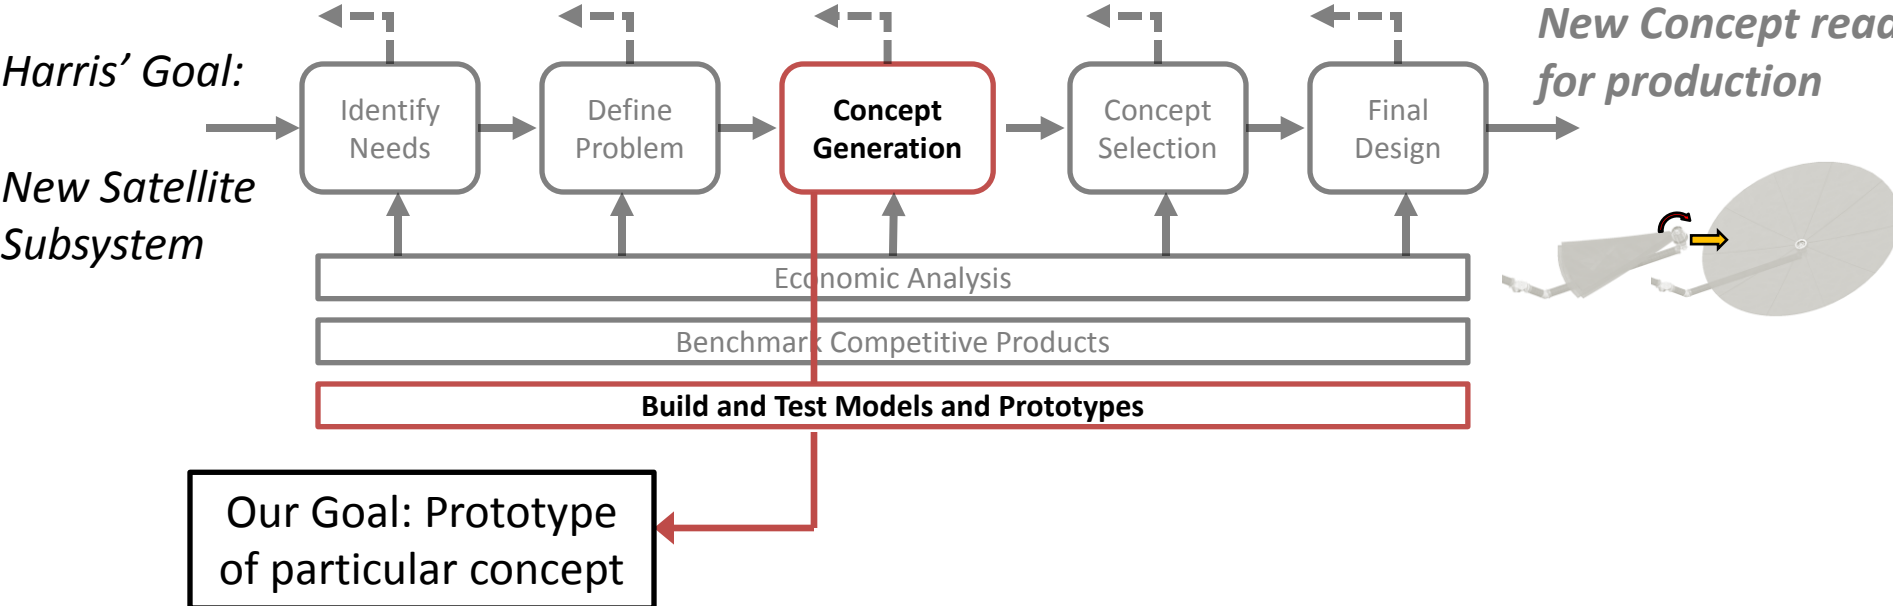 Harris’ Goal:
New Satellite
Subsystem
Identify
Needs
Define
Problem
Concept
Generation
Concept
Selection
Final
Design
New Concept read
for production
Economic Analysis
Benchmark Competitive Products
Build and Test Models and Prototypes
Our Goal: Prototype
of particular concept